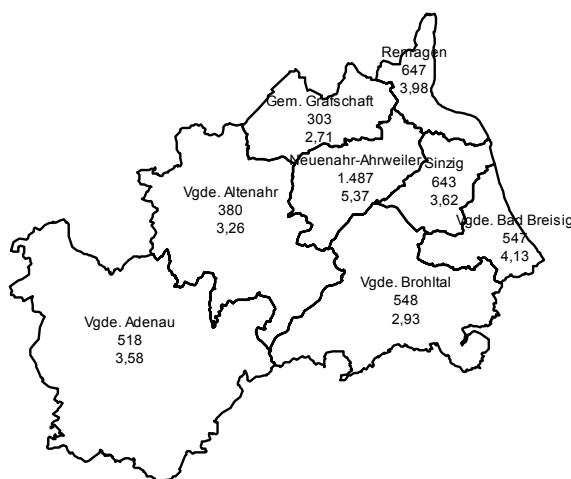 Remagen
647
3,98
Gem. Grafschaft
303
2,71
Neuenahr-Ahrweiler
1.487
5,37
Sinzig
643
3,62
Vgde. Altenahr
380
3,26
Vgde. Bad Breisig
547
4,13
Vgde. Brohltal
548
2,93
Vgde. Adenau
518
3,58